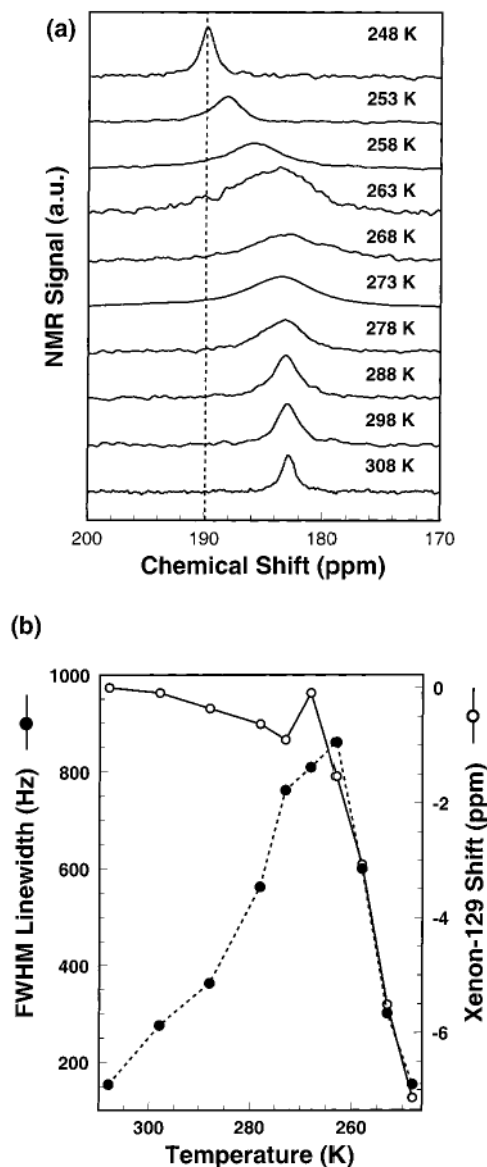 (a)
248 K
253 K
258 K
263 K
268 K
273 K
278 K
288 K
298 K
308 K
NMR Signal (a.u.)
200 190 180 170
Chemical Shift (ppm)
(b)
FWHM Linewidth (Hz)
1000
800
600
400
200
0
-2
-4
-6
Xenon-129 Shift (ppm)
300 280 260
Temperature (K)